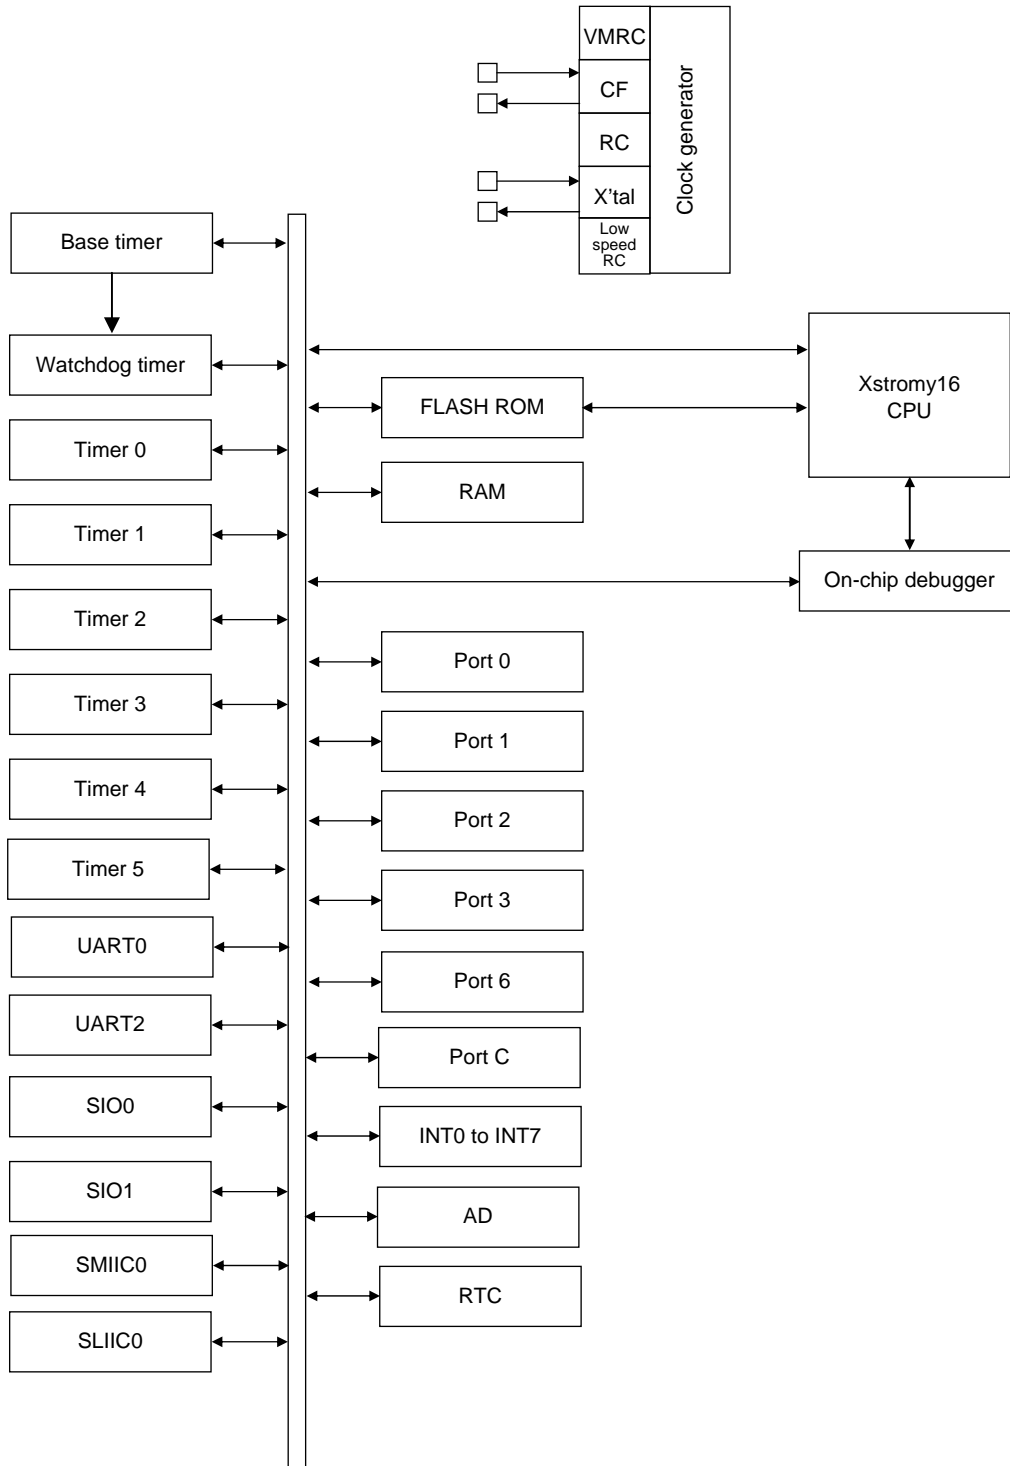 VMRC
CF
RC
X'tal
Low
speed
RC
Clock generator
Base timer
Watchdog timer
Timer 0
Timer 1
Timer 2
Timer 3
Timer 4
Timer 5
UART0
UART2
SIO0
SIO1
SMIIC0
SLIIC0
FLASH ROM
RAM
Port 0
Port 1
Port 2
Port 3
Port 6
Port C
INT0 to INT7
AD
RTC
Xstromy16
CPU
On-chip debugger